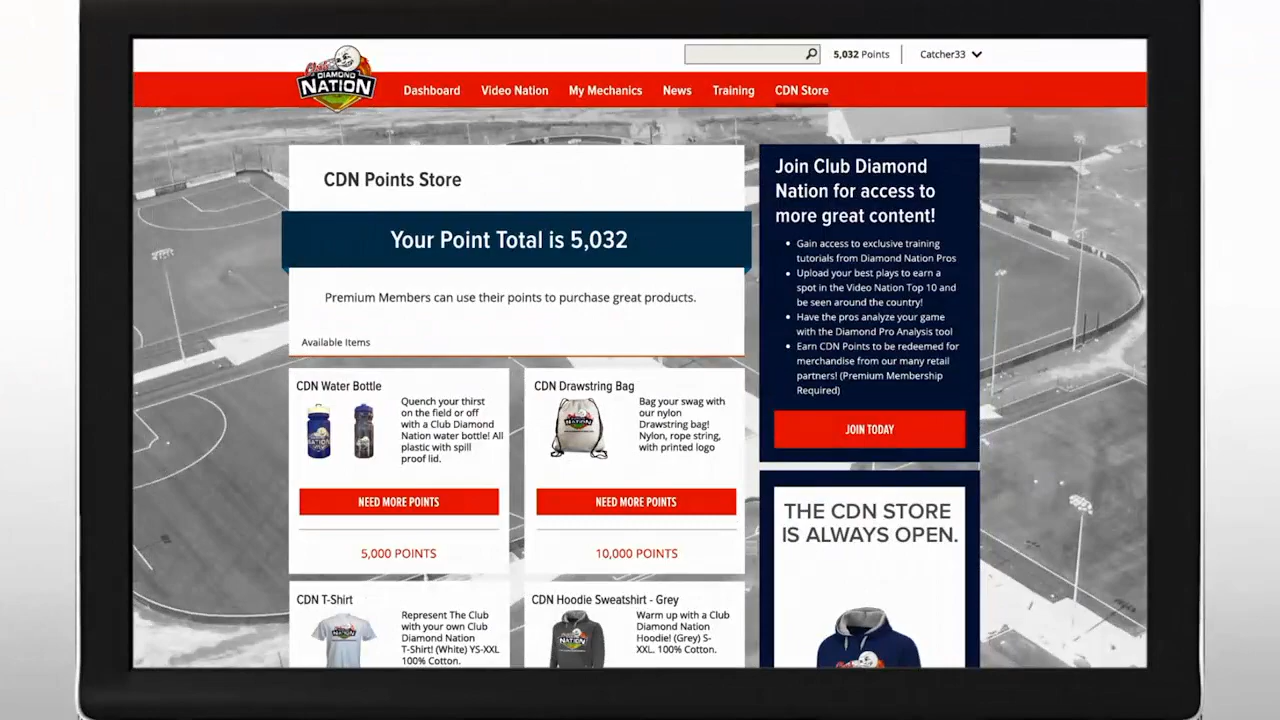 5,032 Points
Catcher33
Club
DIAMOND
NATION
Dashboard
Video Nation
My Mechanics
News
Training
CDN Store
CDN Points Store
Your Point Total is 5,032
Premium Members can use their points to purchase great products.
Available Items
CDN Water Bottle
Quench your thirst
on the field or off
with a Club Diamond
Nation water bottle! All
plastic with spill
proof lid.
NEED MORE POINTS
5,000 POINTS
CDN Drawstring Bag
Bag your swag with
our nylon
Drawstring bag!
Nylon, rope string,
with printed logo
NEED MORE POINTS
10,000 POINTS
CDN T-Shirt
Represent The Club
with your own Club
Diamond Nation
T-Shirt! (White) YS-XXL
100% Cotton.
CDN Hoodie Sweatshirt - Grey
NATION
Warm up with a Club
Diamond Nation
Hoodie! (Grey) S-
XXL. 100% Cotton.
Join Club Diamond
Nation for access to
more great content!
Gain access to exclusive training
tutorials from Diamond Nation Pros
Upload your best plays to earn a
spot in the Video Nation Top 10 and
be seen around the country!
Have the pros analyze your game
with the Diamond Pro Analysis tool
Earn CDN Points to be redeemed for
merchandise from our many retail
partners! (Premium Membership
Required)
JOIN TODAY
THE CDN STORE
IS ALWAYS OPEN.